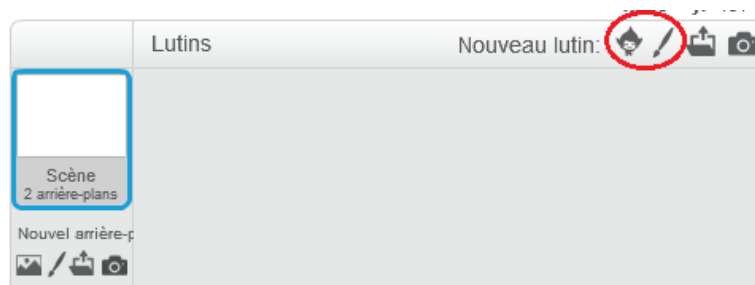 Lutins
Nouveau lutin:
Scène
2 arrière-plans
Nouvel arrière-p